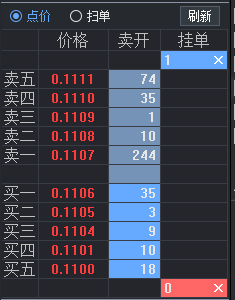 点价 扫单 刷新
价格 卖开 挂单
1 ×
卖五 0.1111 74
卖四 0.1110 35
卖三 0.1109 1
卖二 0.1108 10
卖一 0.1107 244
买一 0.1106 35
买二 0.1105 3
买三 0.1104 9
买四 0.1101 10
买五 0.1100 18
0 ×